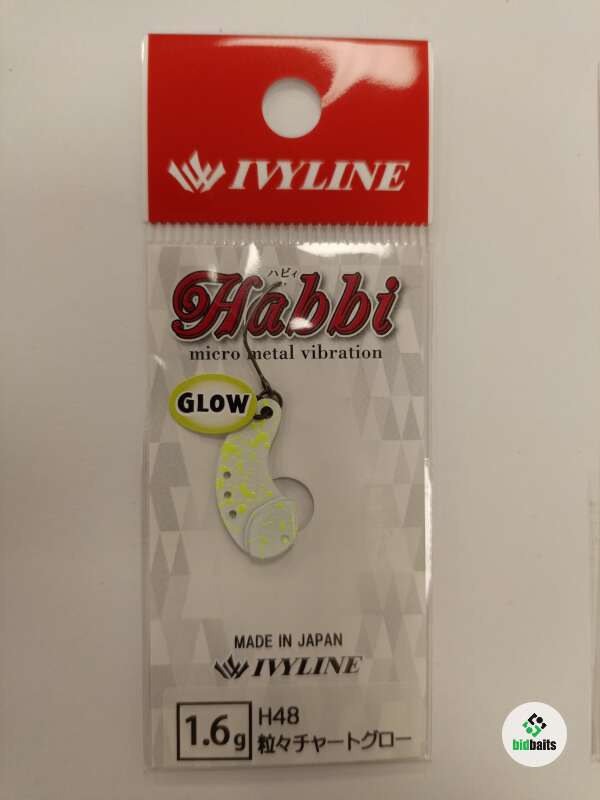 IVYLINE
ハビィ
Habbi
micro metal vibration
GLOW
MADE IN JAPAN
IVYLINE
1.6g
H48
粒々チャートグロー
bidbaits